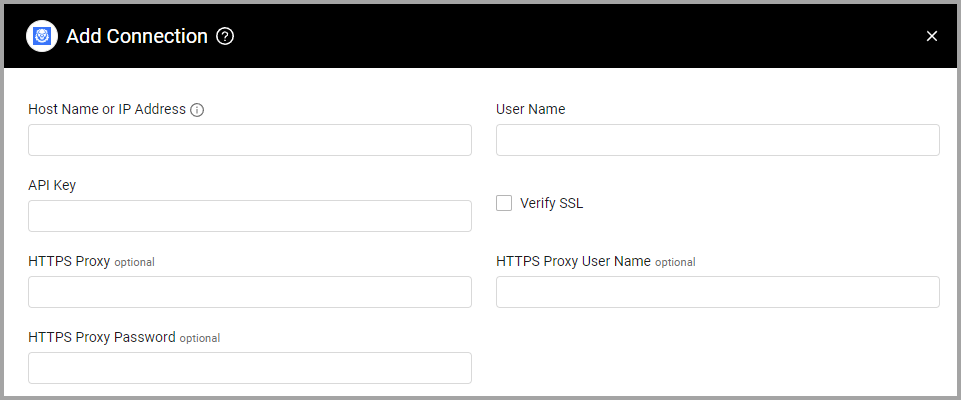 Add Connection
Host Name or IP Address
User Name
API Key
Verify SSL
HTTPS Proxy optional
HTTPS Proxy User Name optional
HTTPS Proxy Password optional